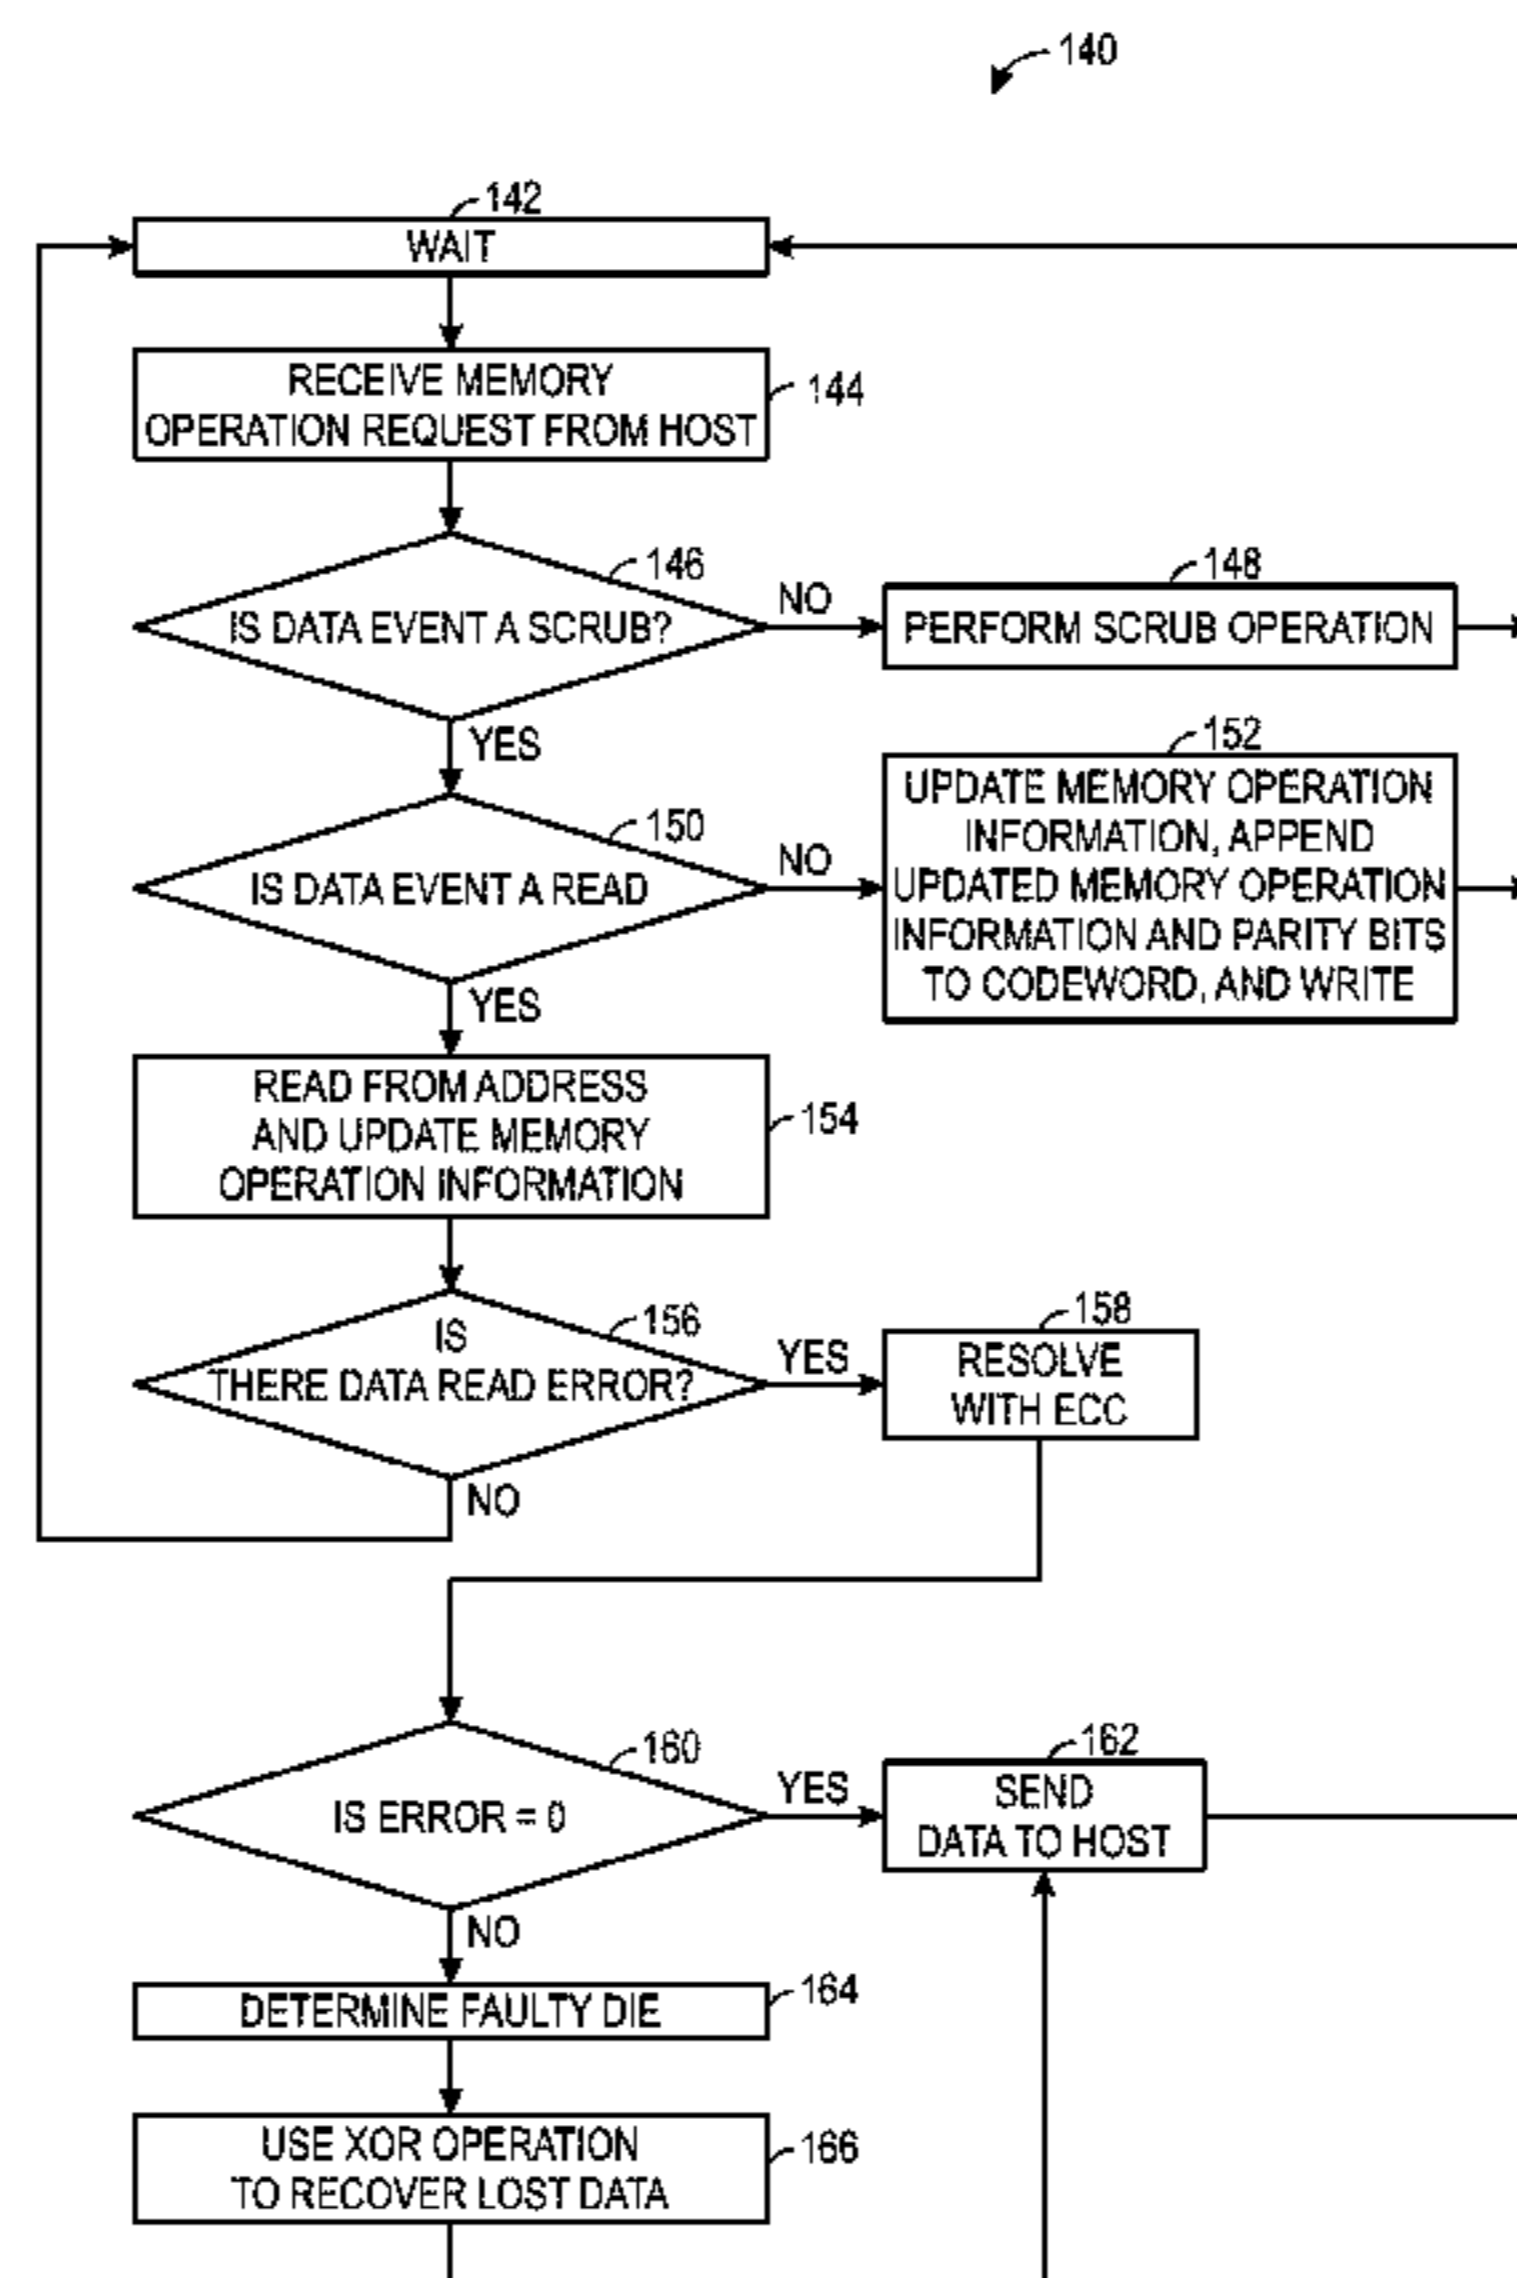 140
142
WAIT
RECEIVE MEMORY
OPERATION REQUEST FROM HOST
144
146
IS DATA EVENT A SCRUB?
NO
148
PERFORM SCRUB OPERATION
YES
150
IS DATA EVENT A READ
NO
152
UPDATE MEMORY OPERATION
INFORMATION, APPEND
UPDATED MEMORY OPERATION
INFORMATION AND PARITY BITS
TO CODEWORD, AND WRITE
YES
READ FROM ADDRESS
AND UPDATE MEMORY
OPERATION INFORMATION
154
156
IS
THERE DATA READ ERROR?
YES
158
RESOLVE
WITH ECC
NO
160
IS ERROR = 0
YES
162
SEND
DATA TO HOST
NO
DETERMINE FAULTY DIE
164
USE XOR OPERATION
TO RECOVER LOST DATA
166